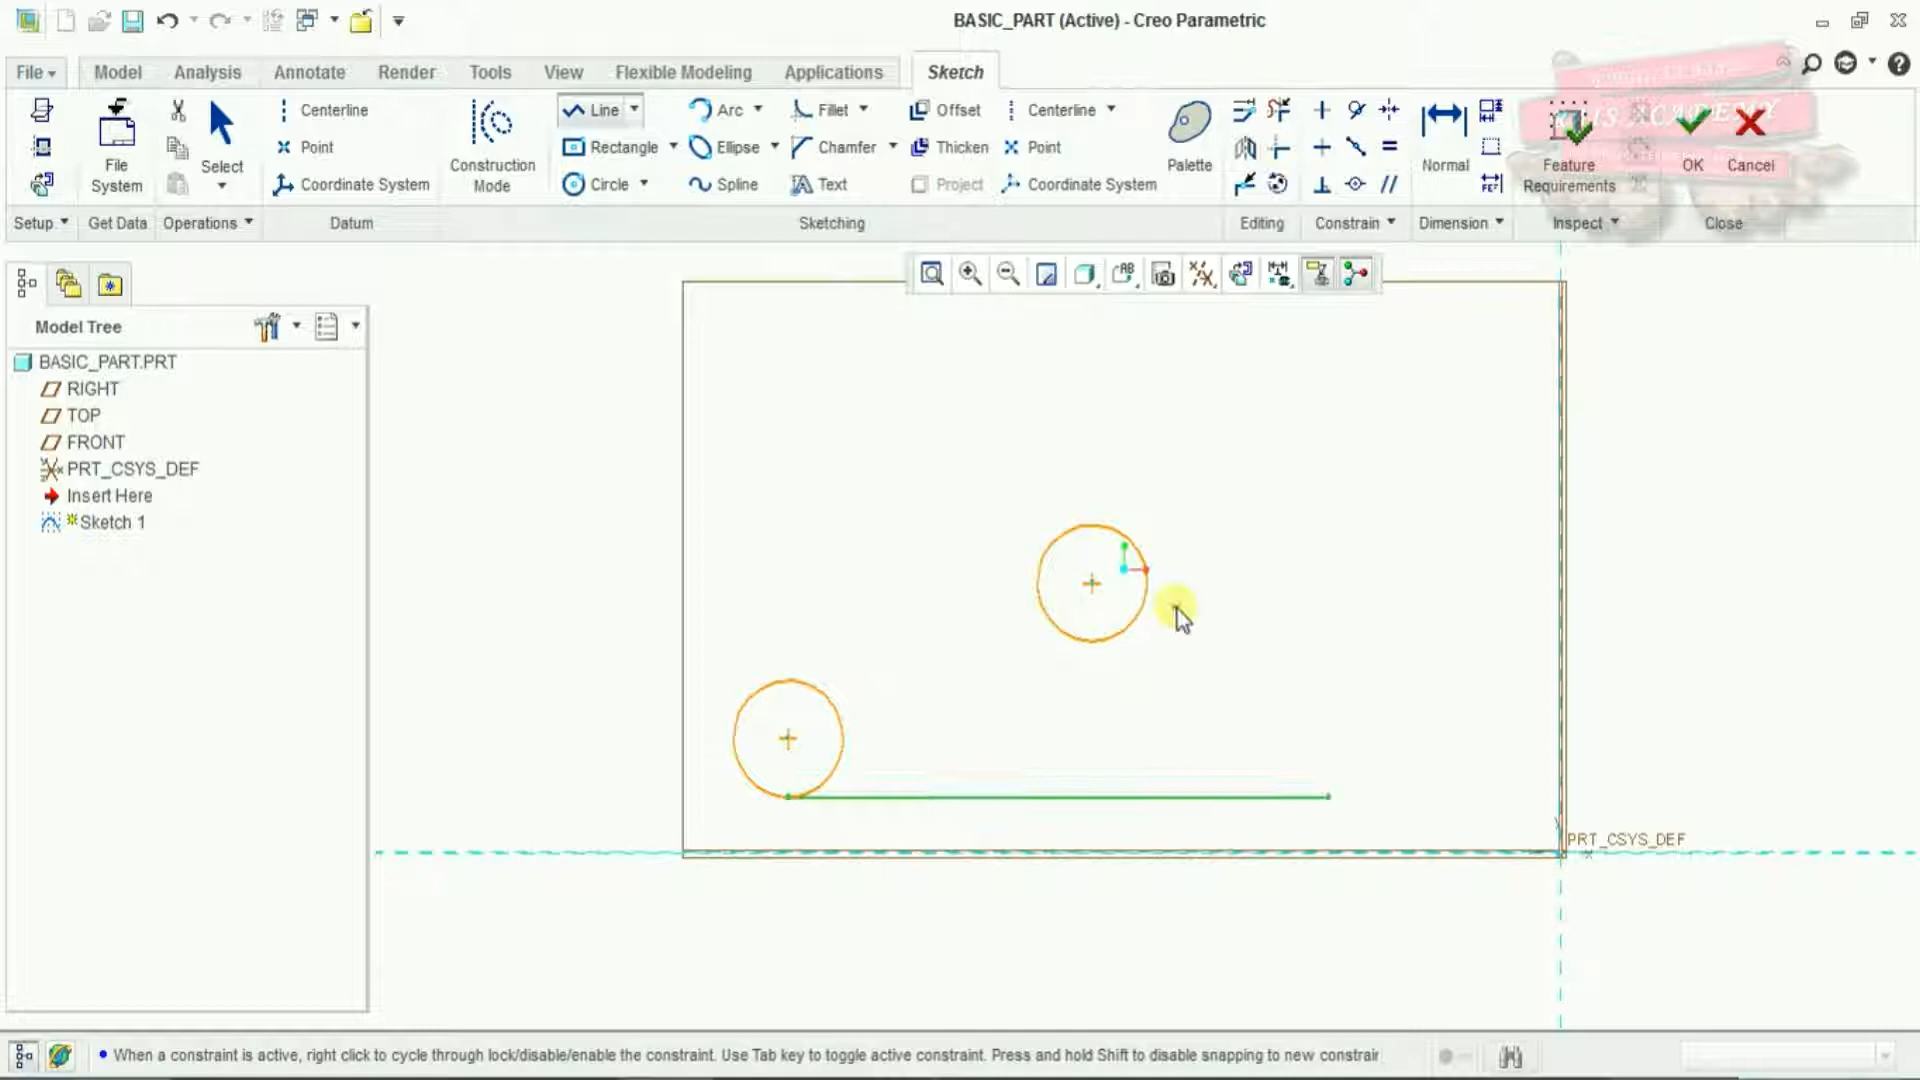 BASIC_PART (Active) - Creo Parametric
File Model Analysis Annotate Render Tools View Flexible Modeling Applications Sketch
Centerline Line Arc Fillet Offset Centerline
File System Select Point Construction Mode Rectangle Ellipse Chamfer Thicken Point Palette Normal Feature Requirements OK Cancel
Coordinate System Circle Spline Text Project Coordinate System
Setup Get Data Operations Datum Sketching Editing Constrain Dimension Inspect Close
ACADEMY
Model Tree
BASIC_PART.PRT
RIGHT
TOP
FRONT
PRT_CSYS_DEF
Insert Here
Sketch 1
PRT_CSYS_DEF
When a constraint is active, right click to cycle through lock/disable/enable the constraint. Use Tab key to toggle active constraint. Press and hold Shift to disable snapping to new constrair